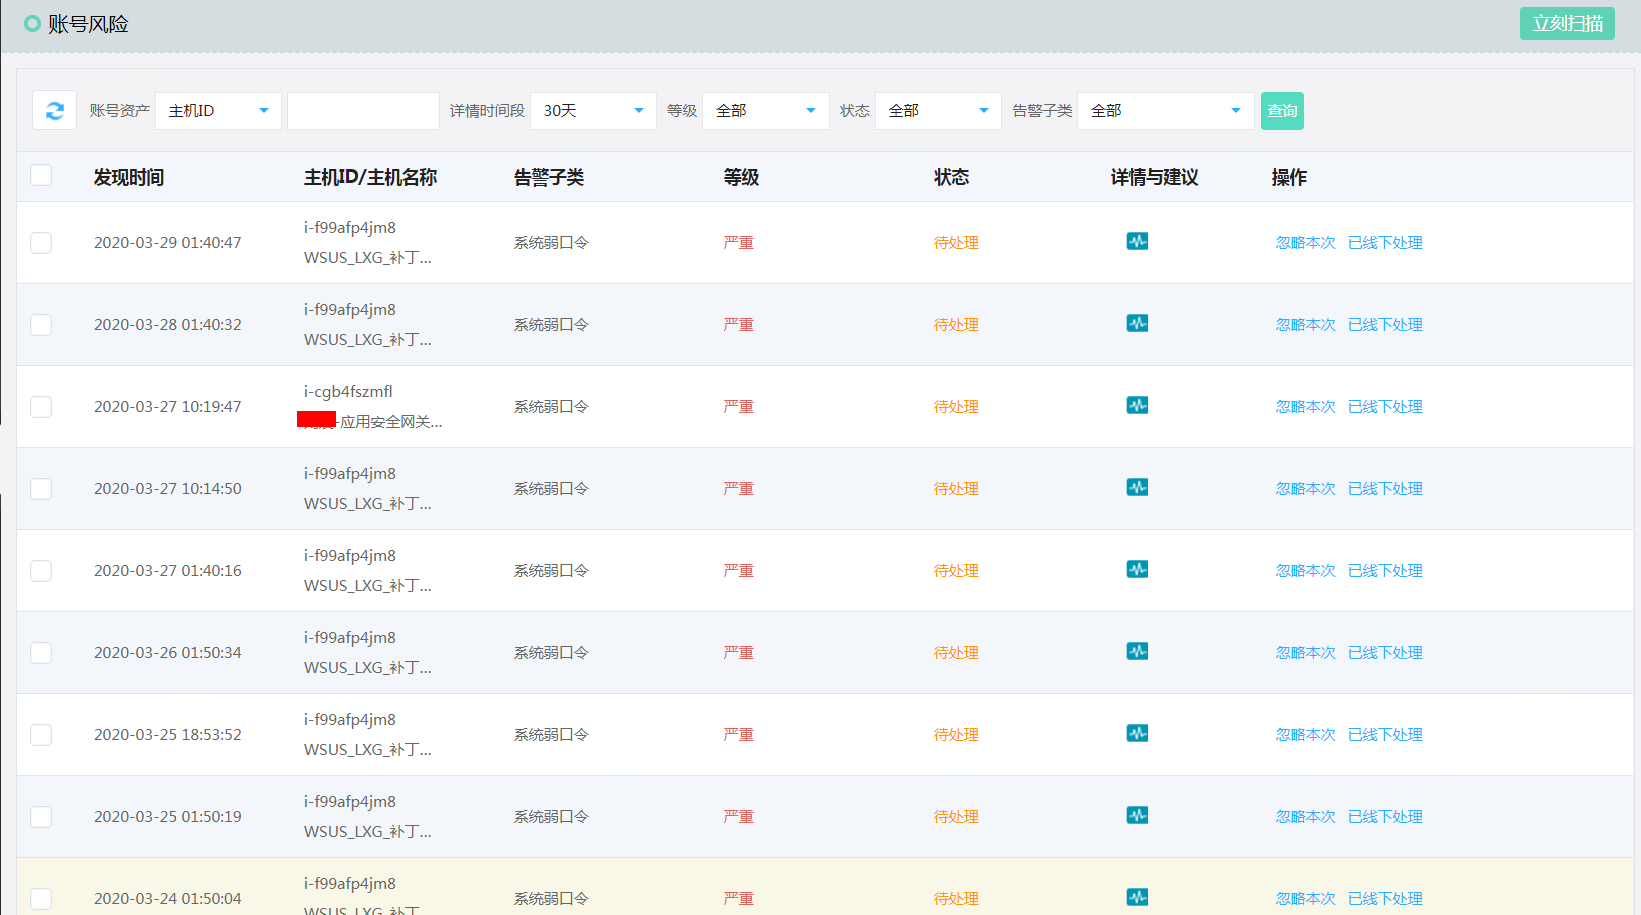 账号风险 立刻扫描
账号资产 主机ID 详情时间段 30天 等级 全部 状态 全部 告警子类 全部 查询
发现时间 主机ID/主机名称 告警子类 等级 状态 详情与建议 操作
i-f99afp4jm8
2020-03-29 01:40:47 系统弱口令 严重 待处理 忽略本次 已线下处理
WSUS_LXG_补丁...
i-f99afp4jm8
2020-03-28 01:40:32 系统弱口令 严重 待处理 忽略本次 已线下处理
WSUS_LXG_补丁...
i-cgb4fszmfl
2020-03-27 10:19:47 系统弱口令 严重 待处理 忽略本次 已线下处理
-应用安全网关...
i-f99afp4jm8
2020-03-27 10:14:50 系统弱口令 严重 待处理 忽略本次 已线下处理
WSUS_LXG_补丁...
i-f99afp4jm8
2020-03-27 01:40:16 系统弱口令 严重 待处理 忽略本次 已线下处理
WSUS_LXG_补丁...
i-f99afp4jm8
2020-03-26 01:50:34 系统弱口令 严重 待处理 忽略本次 已线下处理
WSUS_LXG_补丁...
i-f99afp4jm8
2020-03-25 18:53:52 系统弱口令 严重 待处理 忽略本次 已线下处理
WSUS_LXG_补丁...
i-f99afp4jm8
2020-03-25 01:50:19 系统弱口令 严重 待处理 忽略本次 已线下处理
WSUS_LXG_补丁...
i-f99afp4jm8
2020-03-24 01:50:04 系统弱口令 严重 待处理 忽略本次 已线下处理
WSUS_LXG_补丁